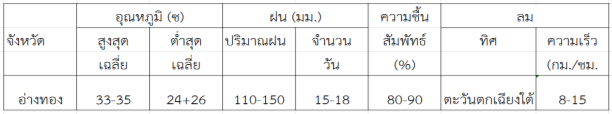 อุณหภูมิ (ซ) ฝน (มม.) ความชื้น ลม
จังหวัด สูงสุด ต่ำสุด ปริมาณฝน จำนวน สัมพัทธ์ ทิศ ความเร็ว
เฉลี่ย เฉลี่ย วัน (%) (กม./ชม.
อ่างทอง 33-35 24+26 110-150 15-18 80-90 ตะวันตกเฉียงใต้ 8-15